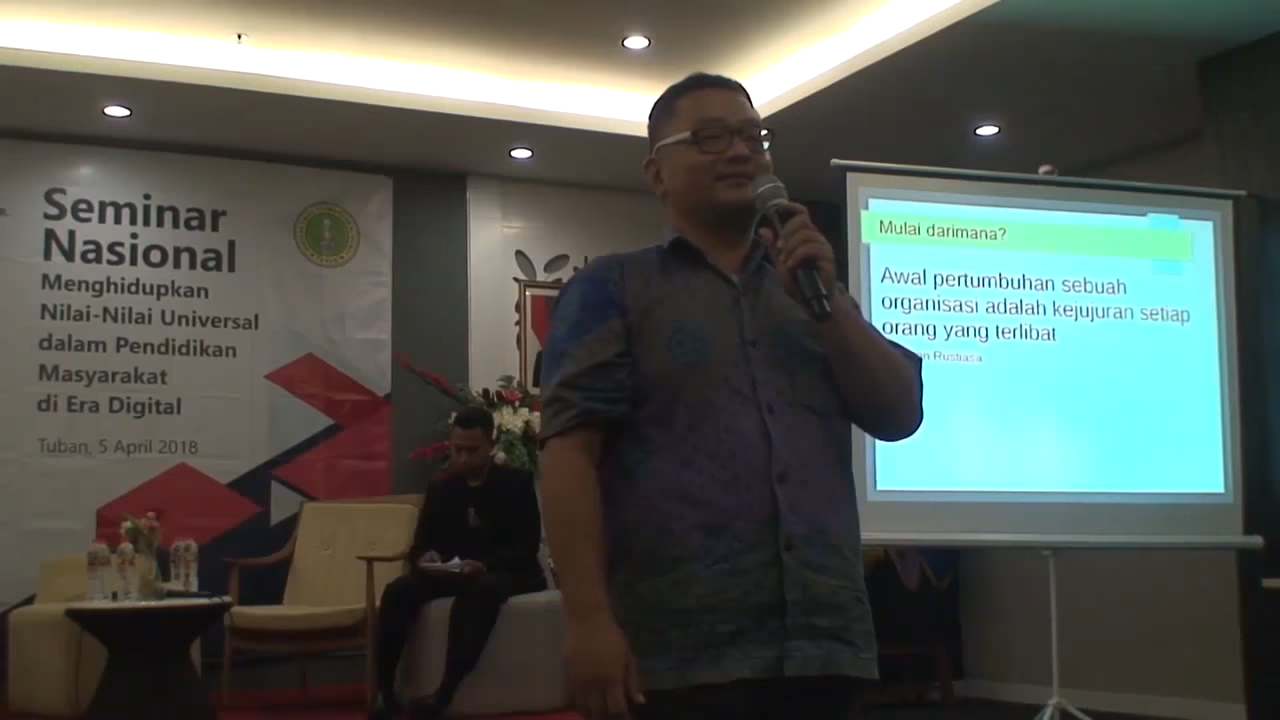 Seminar
Nasional
Menghidupkan
Nilai-Nilai Universal
dalam Pendidikan
Masyarakat
di Era Digital
Tuban, 5 April 2018
Mulai darimana?
Awal pertumbuhan sebuah
organisasi adalah kejujuran setiap
orang yang terlibat
Rustiasa